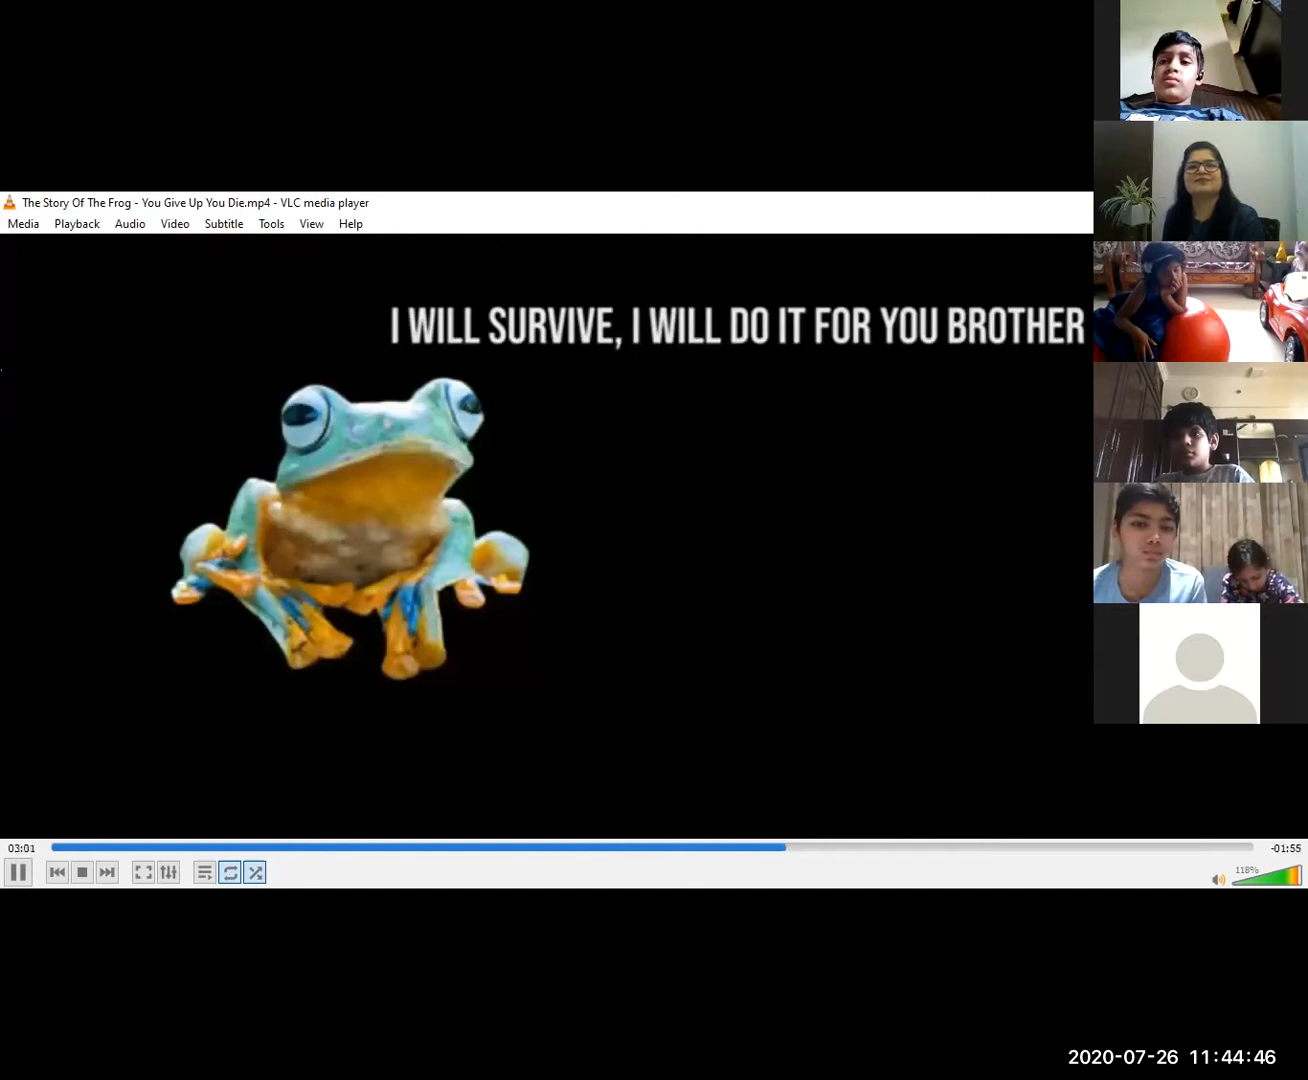 The Story Of The Frog - You Give Up You Die.mp4 - VLC media player
Media Playback Audio Video Subtitle Tools View Help
I WILL SURVIVE, I WILL DO IT FOR YOU BROTHER
03:01 -01:55
118%
2020-07-26 11:44:46